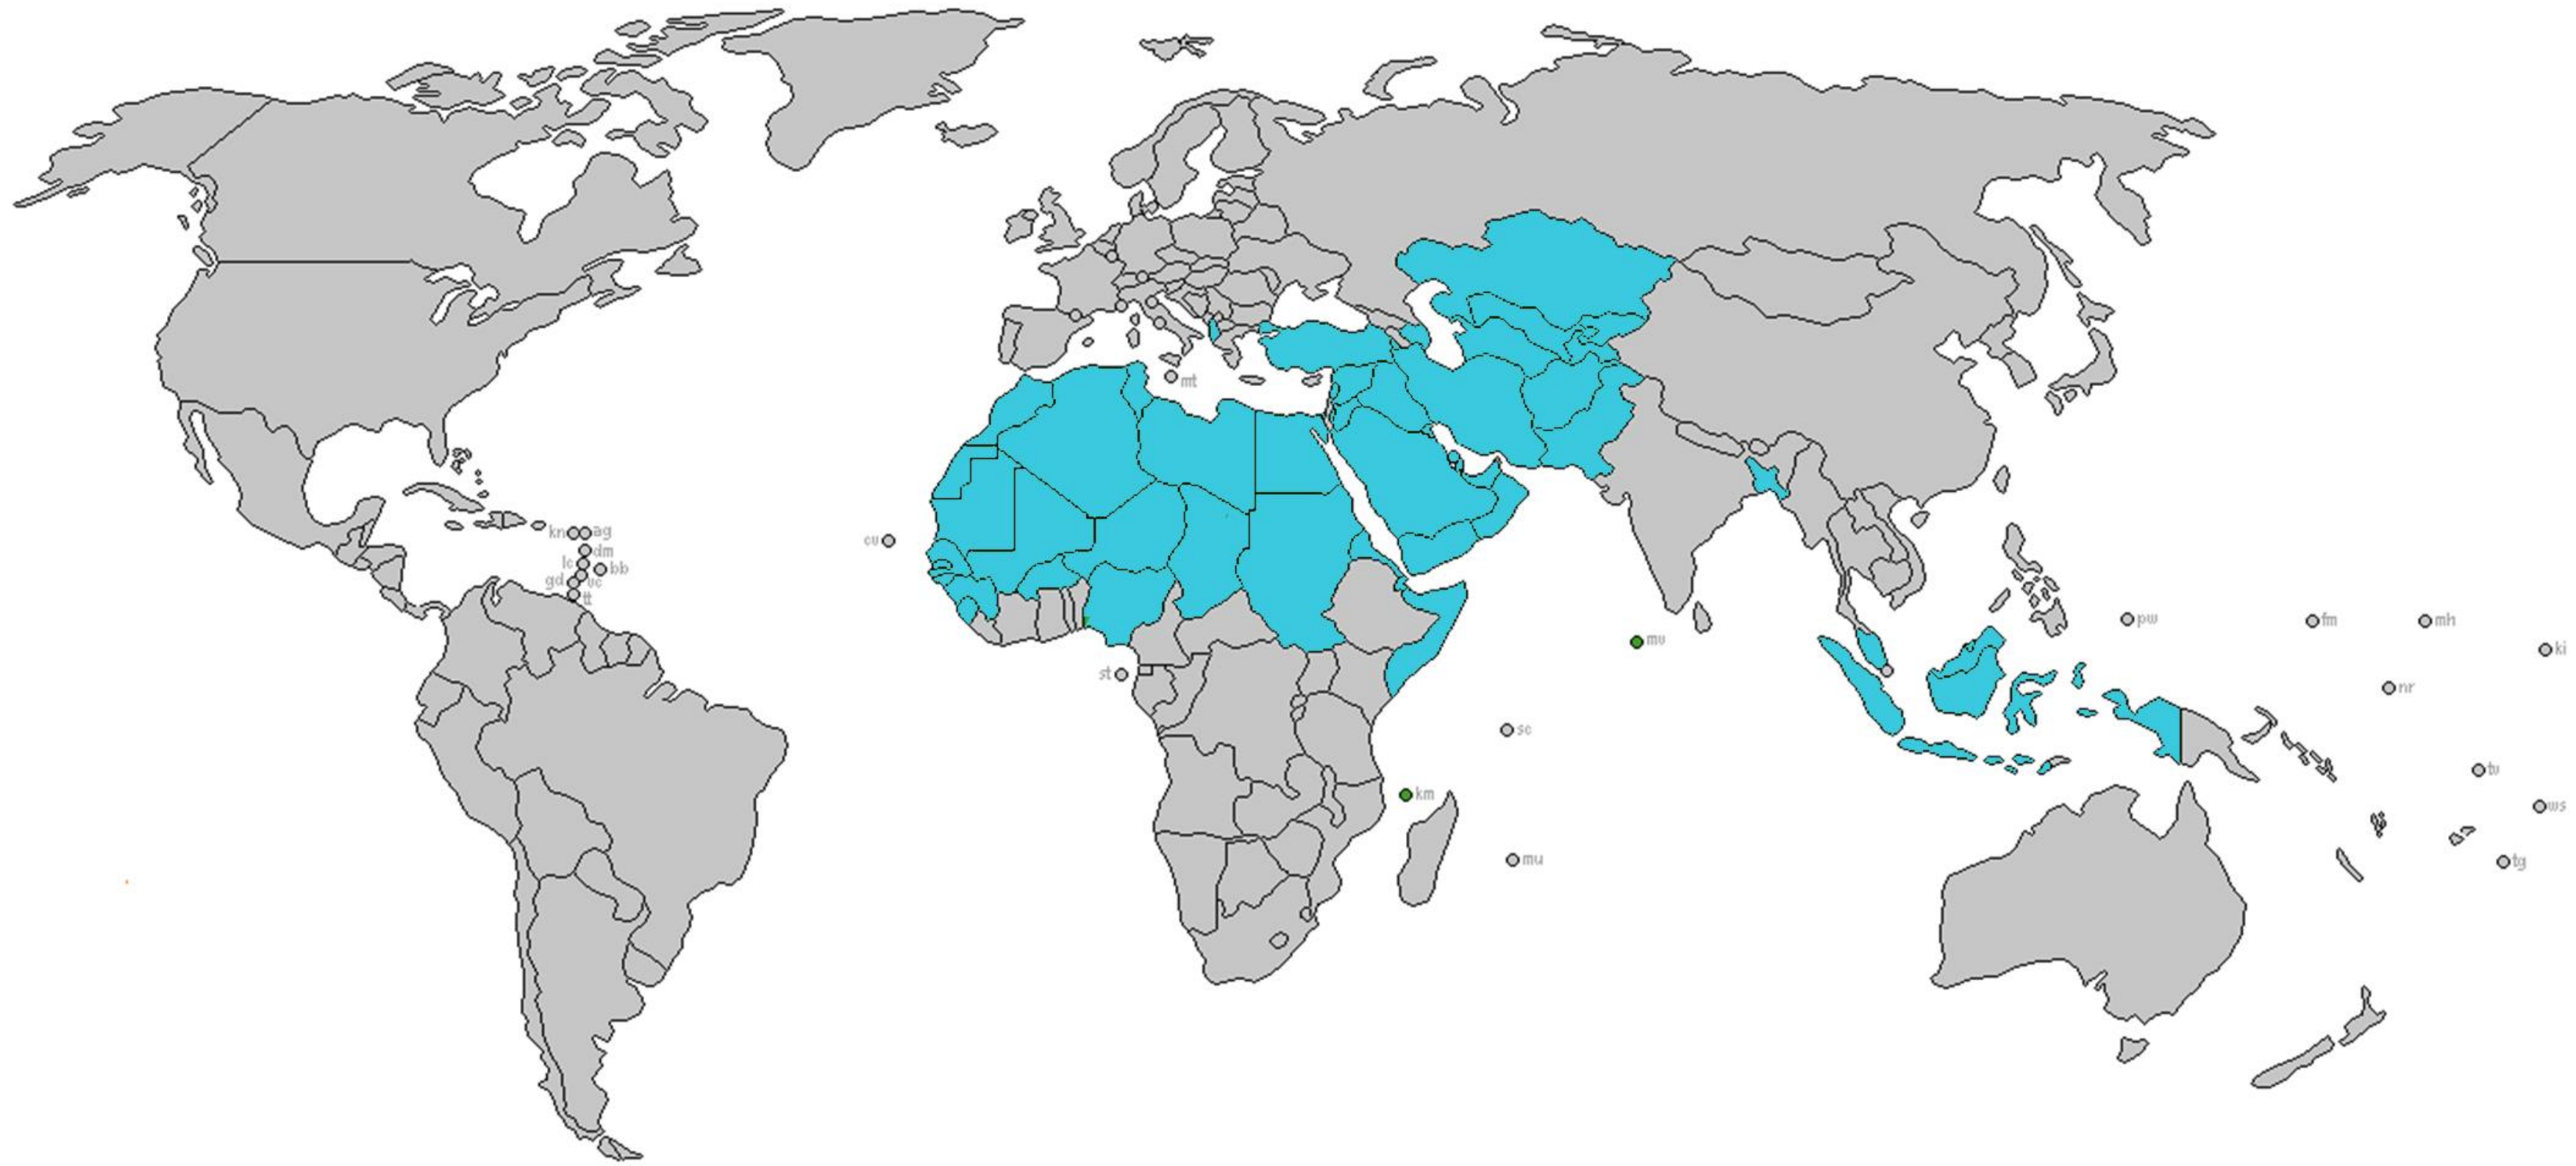 mt
kn ag
cv
dm
lc
bb
gd vc
tt
pw
fm
mh
mv
ki
st
nr
sc
tv
km
ws
mu
tg